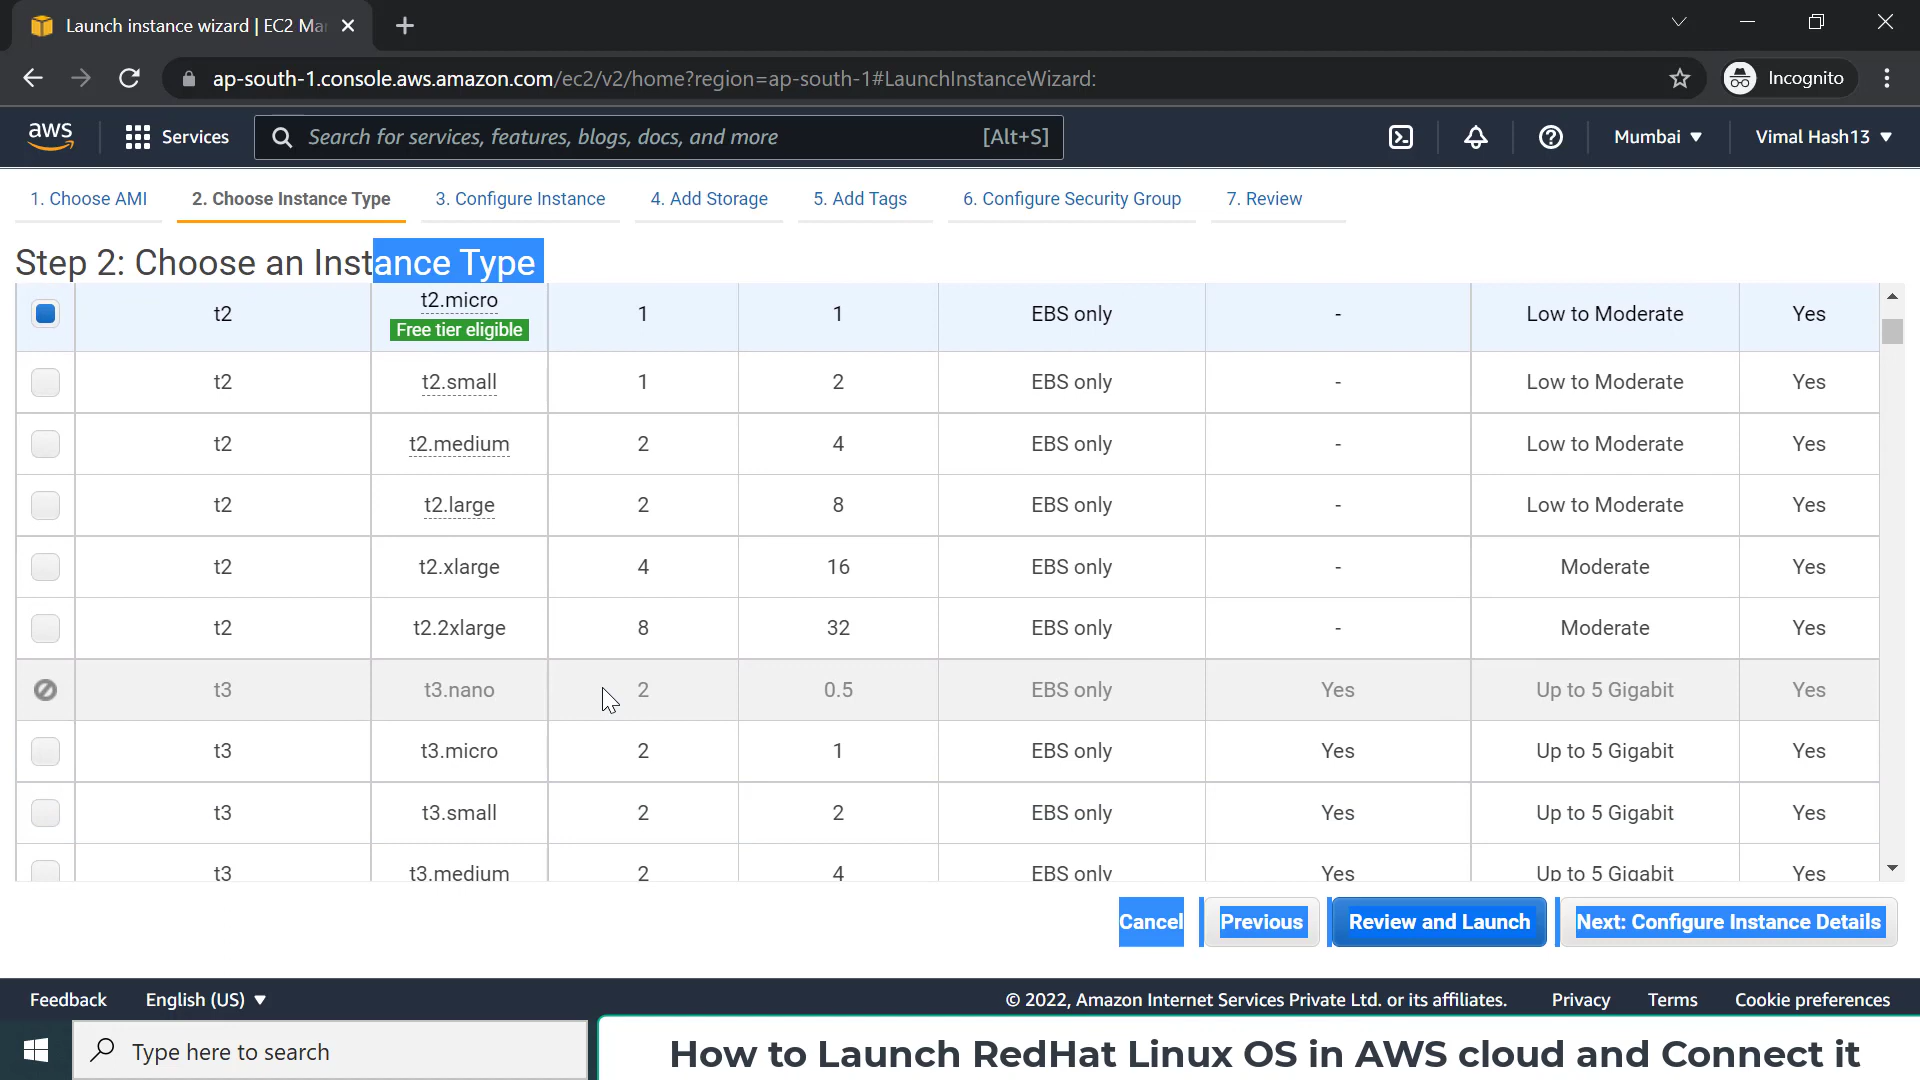 Launch instance wizard | EC2 Ma
ap-south-1.console.aws.amazon.com/ec2/v2/home?region=ap-south-1#LaunchInstanceWizard:
Incognito
aws Services Search for services, features, blogs, docs, and more [Alt+S] Mumbai Vimal Hash13
1. Choose AMI 2. Choose Instance Type 3. Configure Instance 4. Add Storage 5. Add Tags 6. Configure Security Group 7. Review
Step 2: Choose an Instance Type
t2 t2.micro Free tier eligible 1 1 EBS only - Low to Moderate Yes
t2 t2.small 1 2 EBS only - Low to Moderate Yes
t2 t2.medium 2 4 EBS only - Low to Moderate Yes
t2 t2.large 2 8 EBS only - Low to Moderate Yes
t2 t2.xlarge 4 16 EBS only - Moderate Yes
t2 t2.2xlarge 8 32 EBS only - Moderate Yes
t3 t3.nano 2 0.5 EBS only Yes Up to 5 Gigabit Yes
t3 t3.micro 2 1 EBS only Yes Up to 5 Gigabit Yes
t3 t3.small 2 2 EBS only Yes Up to 5 Gigabit Yes
t3 t3.medium 2 4 EBS only Yes Up to 5 Gigabit Yes
Cancel Previous Review and Launch Next: Configure Instance Details
Feedback English (US) © 2022, Amazon Internet Services Private Ltd. or its affiliates. Privacy Terms Cookie preferences
Type here to search
How to Launch RedHat Linux OS in AWS cloud and Connect it